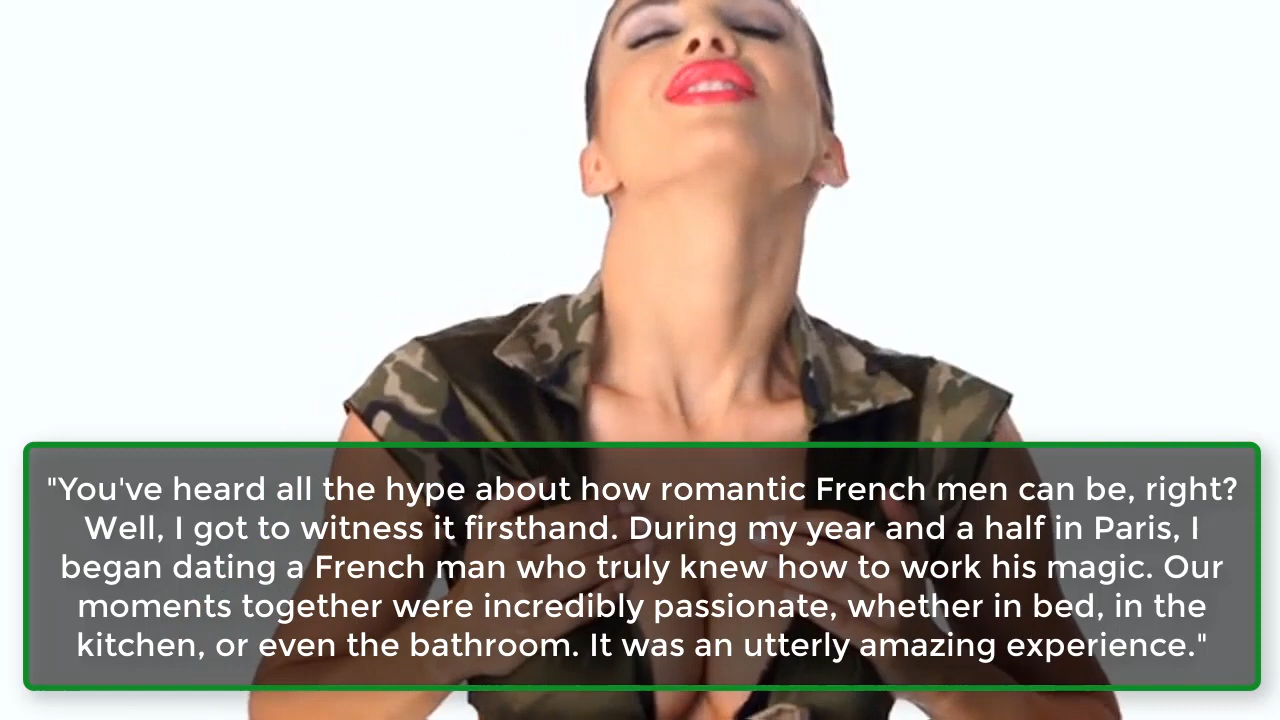 "You've heard all the hype about how romantic French men can be, right?
Well, I got to witness it firsthand. During my year and a half in Paris, I
began dating a French man who truly knew how to work his magic. Our
moments together were incredibly passionate, whether in bed, in the
kitchen, or even the bathroom. It was an utterly amazing experience."